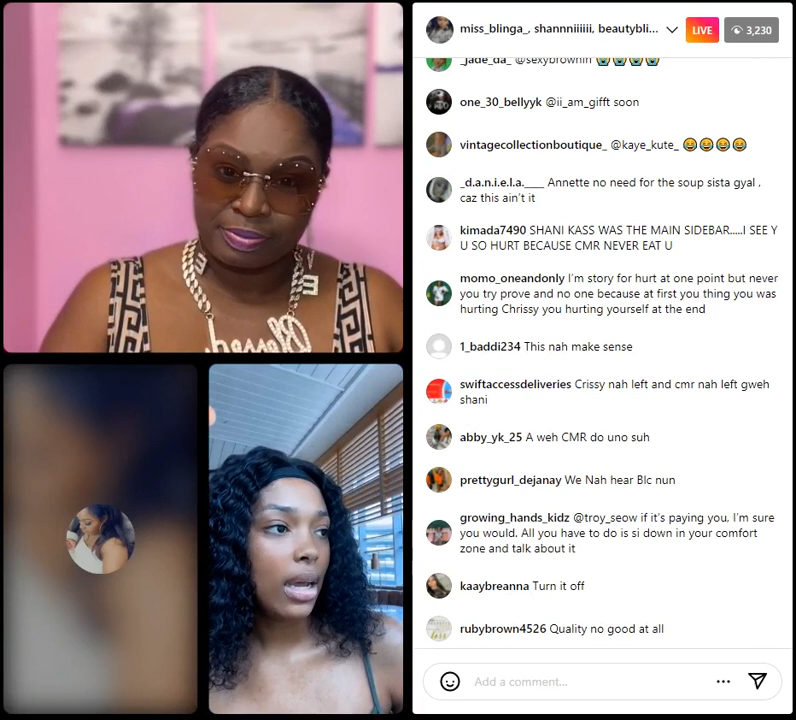 miss_blinga_, shannniiiiii, beautybli...
LIVE
3,230
_jade_da_ @sexybrownin 😭😭😭😭
one_30_bellyyk @ii_am_gifft soon
vintagecollectionboutique_ @kaye_kute_ 😂😂😂😂
_d.a.n.i.e.l.a.____ Annette no need for the soup sista gyal ,
caz this ain't it
kimada7490 SHANI KASS WAS THE MAIN SIDEBAR.....I SEE Y
U SO HURT BECAUSE CMR NEVER EAT U
momo_oneandonly I'm story for hurt at one point but never
you try prove and no one because at first you thing you was
hurting Chrissy you hurting yourself at the end
1_baddi234 This nah make sense
swiftaccessdeliveries Crissy nah left and cmr nah left gweh
shani
abby_yk_25 A weh CMR do uno suh
prettygurl_dejanay We Nah hear Blc nun
growing_hands_kidz @troy_seow if it's paying you, I'm sure
you would. All you have to do is si down in your comfort
zone and talk about it
kaaybreanna Turn it off
rubybrown4526 Quality no good at all
Add a comment...